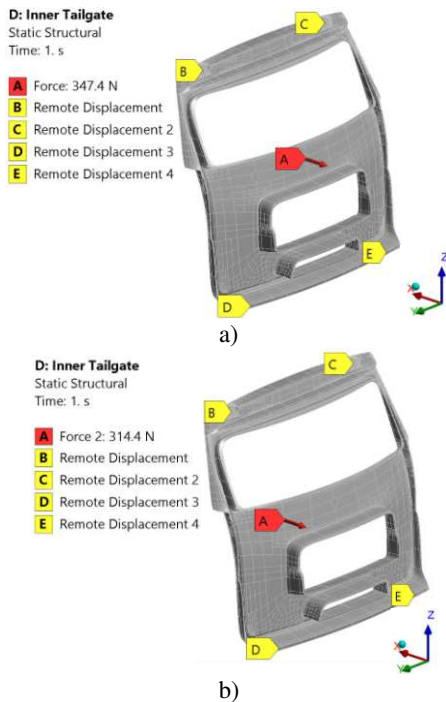 D: Inner Tailgate
Static Structural
Time: 1. s
A Force: 347.4 N
B Remote Displacement
C Remote Displacement 2
D Remote Displacement 3
E Remote Displacement 4
C
B
A
E
D
Z
X
Y
a)
D: Inner Tailgate
Static Structural
Time: 1. s
A Force 2: 314.4 N
B Remote Displacement
C Remote Displacement 2
D Remote Displacement 3
E Remote Displacement 4
C
B
A
E
D
Z
X
Y
b)